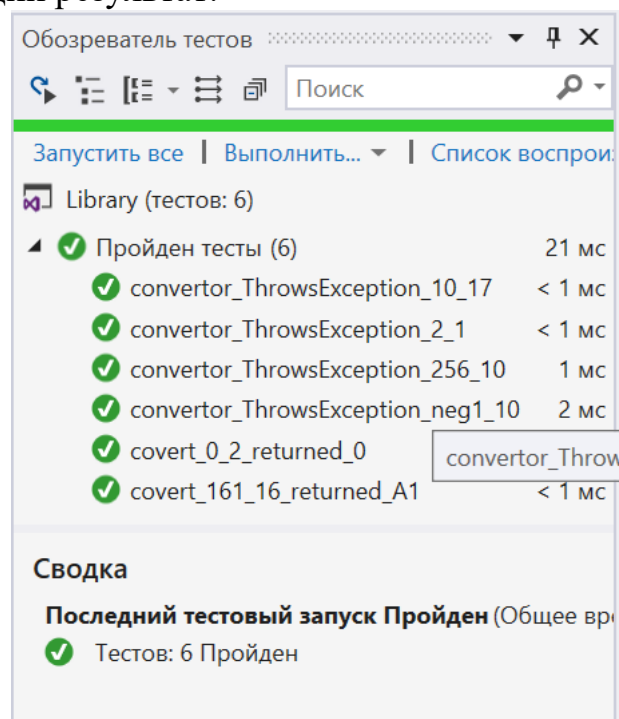 результат.
Обозреватель тестов
Поиск
Запустить все | Выполнить... | Список воспрои
Library (тестов: 6)
Пройден тесты (6) 21 мс
convertor_ThrowsException_10_17 < 1 мс
convertor_ThrowsException_2_1 < 1 мс
convertor_ThrowsException_256_10 1 мс
convertor_ThrowsException_neg1_10 2 мс
covert_0_2_returned_0
convertor_Throw
covert_161_16_returned_A1 < 1 мс
Сводка
Последний тестовый запуск Пройден (Общее вре
Тестов: 6 Пройден